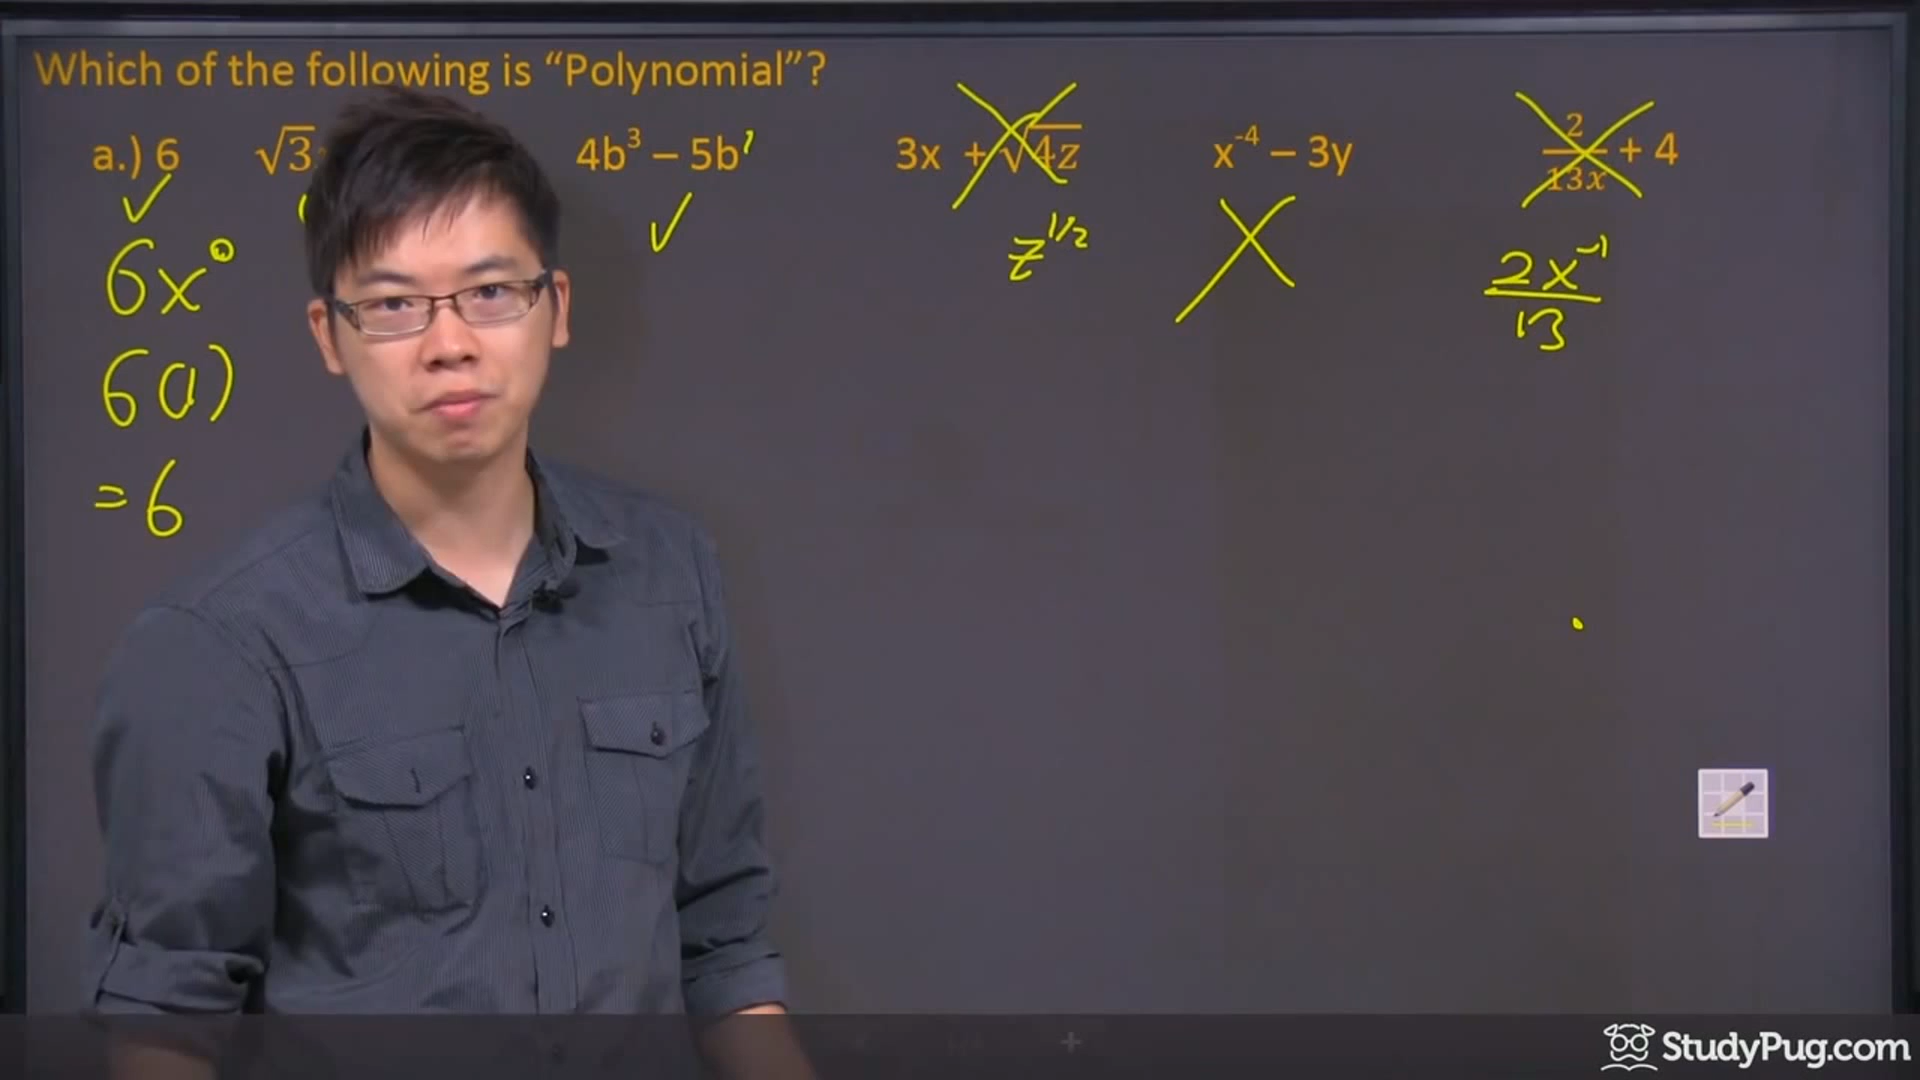 Which of the following is “Polynomial”?
a.) 6 √3 4b³ – 5b¹ 3x + √4z x⁻⁴ – 3y 2/13x + 4
6x⁰ z^1/2 2x⁻¹/13
6(1)
= 6
StudyPug.com